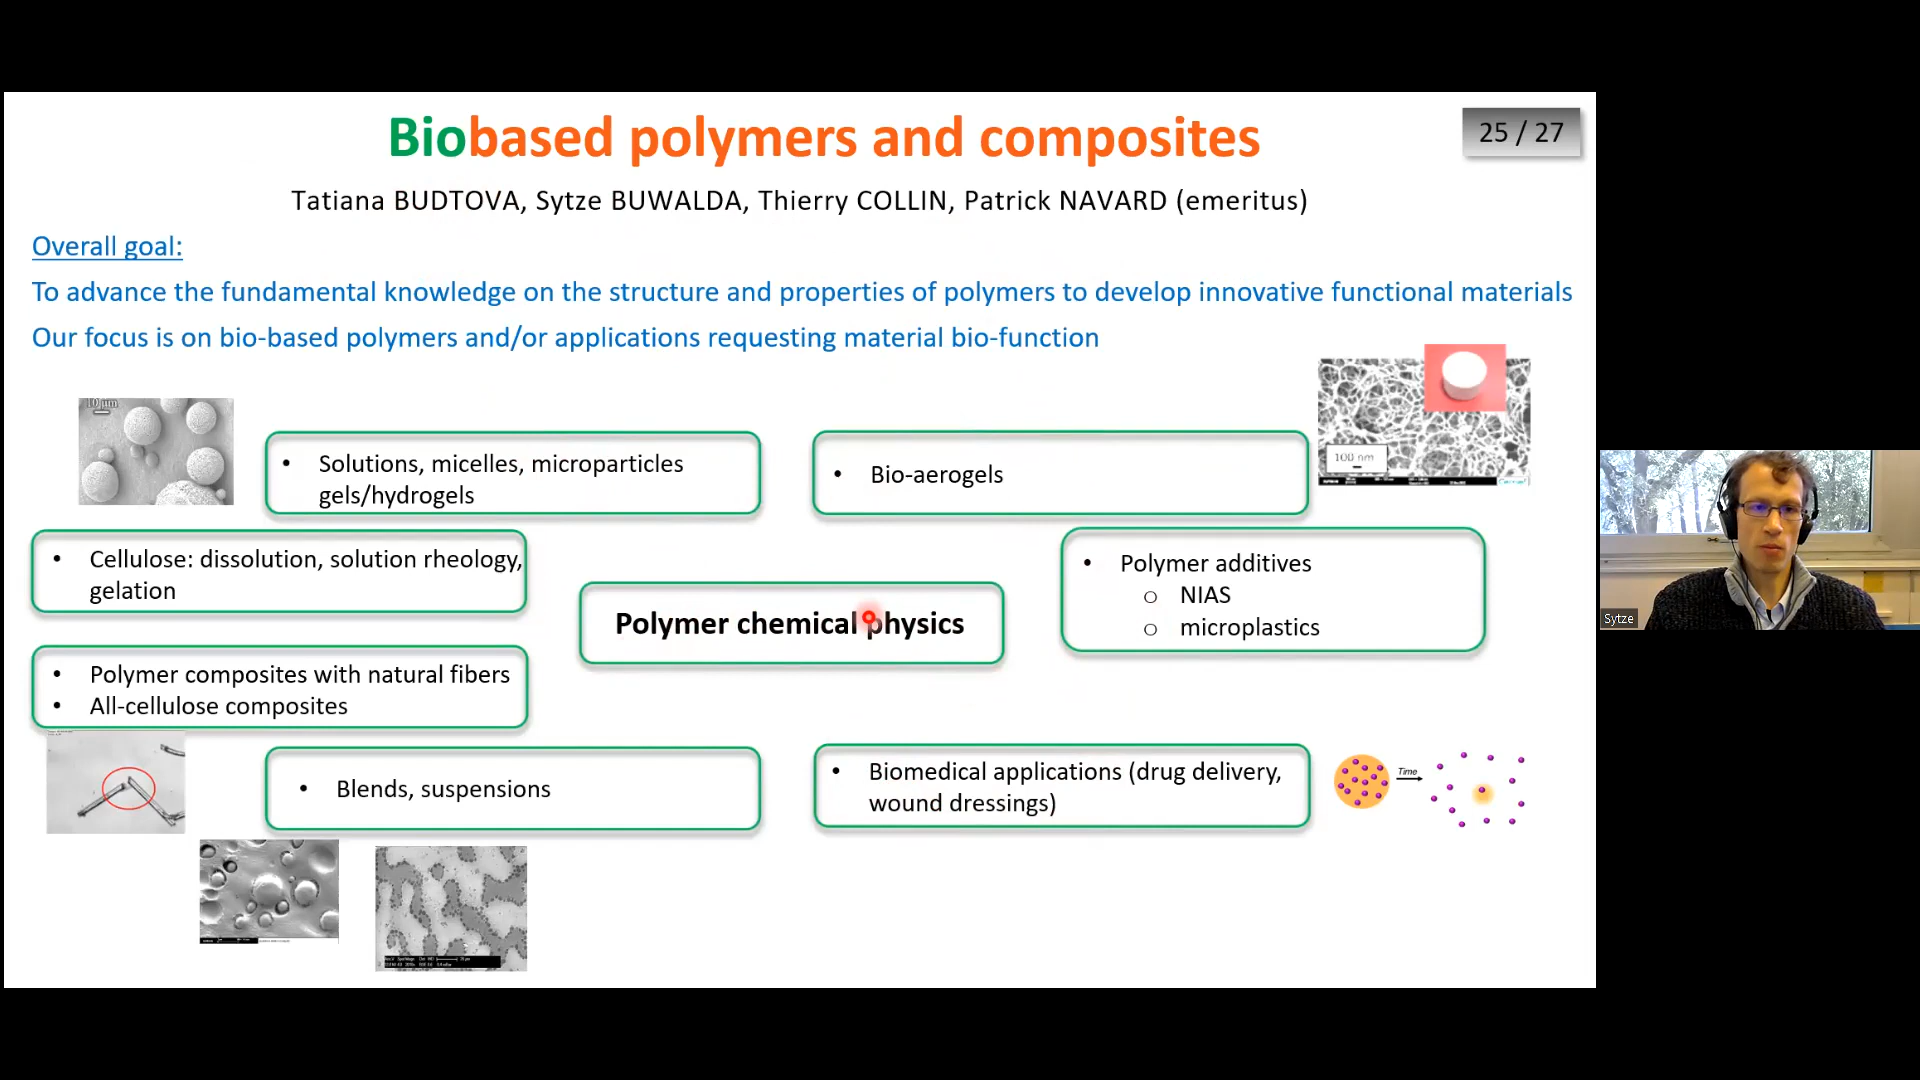 Biobased polymers and composites
25 / 27
Tatiana BUDTOVA, Sytze BUWALDA, Thierry COLLIN, Patrick NAVARD (emeritus)
Overall goal:
To advance the fundamental knowledge on the structure and properties of polymers to develop innovative functional materials
Our focus is on bio-based polymers and/or applications requesting material bio-function
10 µm
• Solutions, micelles, microparticles
gels/hydrogels
• Bio-aerogels
100 nm
• Cellulose: dissolution, solution rheology,
gelation
Polymer chemical physics
• Polymer additives
o NIAS
o microplastics
Sytze
• Polymer composites with natural fibers
• All-cellulose composites
• Blends, suspensions
• Biomedical applications (drug delivery,
wound dressings)
Time